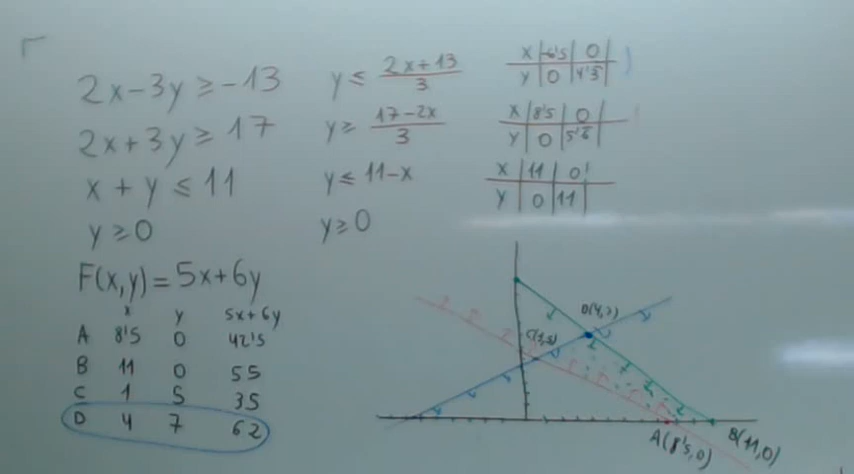 2x-3y ≥ -13
2x+3y ≥ 17
x + y ≤ 11
y ≥ 0
y ≤ (2x+13)/3
y ≥ (17-2x)/3
y ≤ 11-x
y ≥ 0
x | -6'5 | 0
y | 0 | 4'3
x | 8'5 | 0
y | 0 | 5'6
x | 11 | 0
y | 0 | 11
F(x,y) = 5x+6y
x y 5x+6y
A 8'5 0 42'5
B 11 0 55
C 1 5 35
D 4 7 62
D(4,7)
C(1,5)
A(8'5,0)
B(11,0)